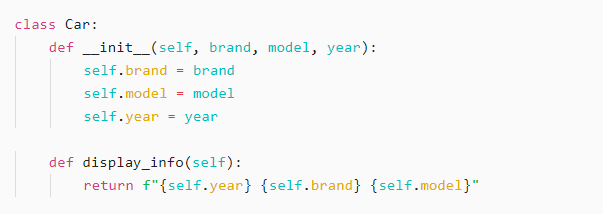 class Car:
    def __init__(self, brand, model, year):
        self.brand = brand
        self.model = model
        self.year = year

    def display_info(self):
        return f"{self.year} {self.brand} {self.model}"